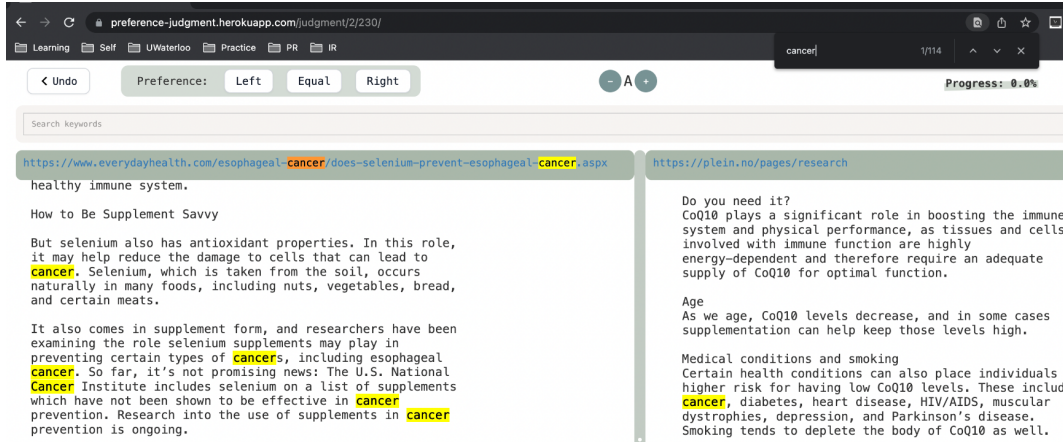 preference-judgment.herokuapp.com/judgment/2/230/
Learning Self UWaterloo Practice PR IR
cancer 1/114
Undo Preference: Left Equal Right - A + Progress: 0.0%
Search keywords
https://www.everydayhealth.com/esophageal-cancer/does-selenium-prevent-esophageal-cancer.aspx
healthy immune system.
How to Be Supplement Savvy
But selenium also has antioxidant properties. In this role,
it may help reduce the damage to cells that can lead to
cancer. Selenium, which is taken from the soil, occurs
naturally in many foods, including nuts, vegetables, bread,
and certain meats.
It also comes in supplement form, and researchers have been
examining the role selenium supplements may play in
preventing certain types of cancers, including esophageal
cancer. So far, it's not promising news: The U.S. National
Cancer Institute includes selenium on a list of supplements
which have not been shown to be effective in cancer
prevention. Research into the use of supplements in cancer
prevention is ongoing.
https://plein.no/pages/research
Do you need it?
CoQ10 plays a significant role in boosting the immune
system and physical performance, as tissues and cells
involved with immune function are highly
energy-dependent and therefore require an adequate
supply of CoQ10 for optimal function.
Age
As we age, CoQ10 levels decrease, and in some cases
supplementation can help keep those levels high.
Medical conditions and smoking
Certain health conditions can also place individuals
higher risk for having low CoQ10 levels. These includ
cancer, diabetes, heart disease, HIV/AIDS, muscular
dystrophies, depression, and Parkinson's disease.
Smoking tends to deplete the body of CoQ10 as well.